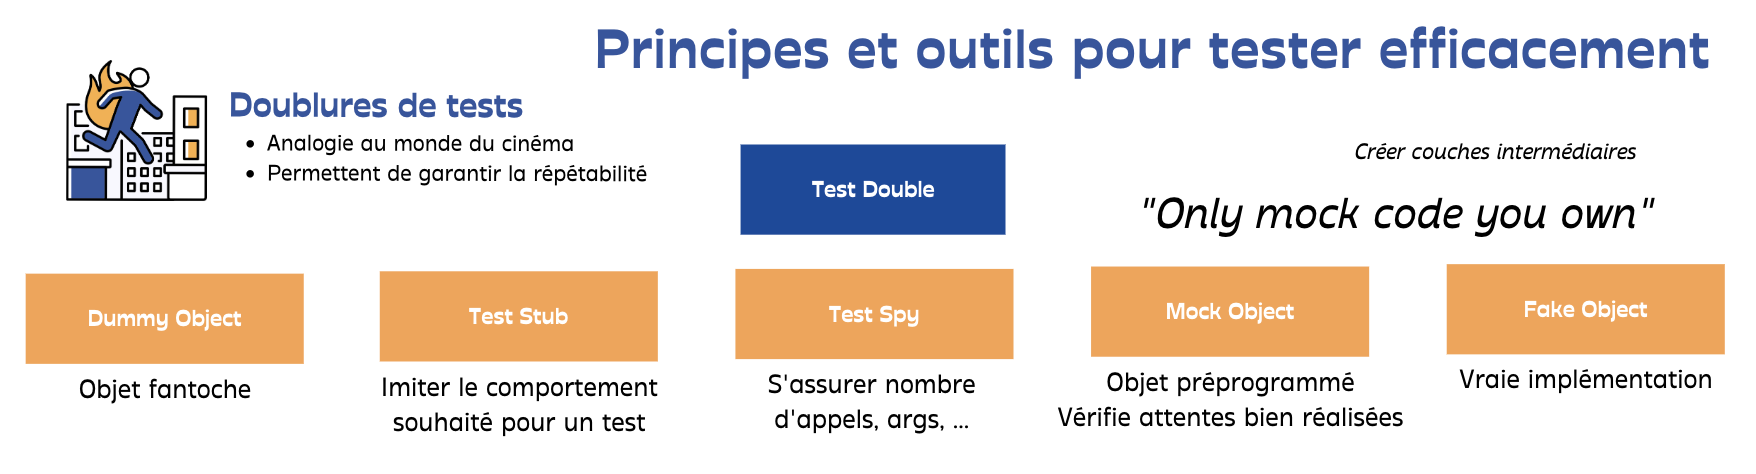 Principes et outils pour tester efficacement
Doublures de tests
• Analogie au monde du cinéma
• Permettent de garantir la répétabilité
Test Double
Créer couches intermédiaires
"Only mock code you own"
Dummy Object
Objet fantoche
Test Stub
Imiter le comportement
souhaité pour un test
Test Spy
S'assurer nombre
d'appels, args, ...
Mock Object
Objet préprogrammé
Vérifie attentes bien réalisées
Fake Object
Vraie implémentation